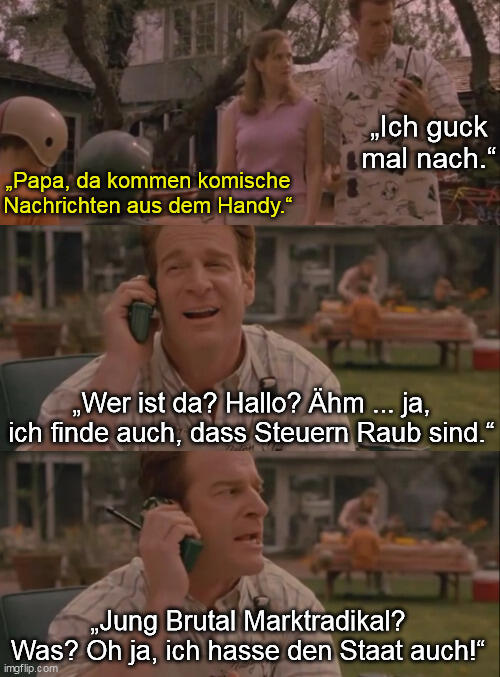 „Ich guck
mal nach.“
„Papa, da kommen komische
Nachrichten aus dem Handy.“
„Wer ist da? Hallo? Ähm ... ja,
ich finde auch, dass Steuern Raub sind.“
„Jung Brutal Marktradikal?
Was? Oh ja, ich hasse den Staat auch!“
imgflip.com